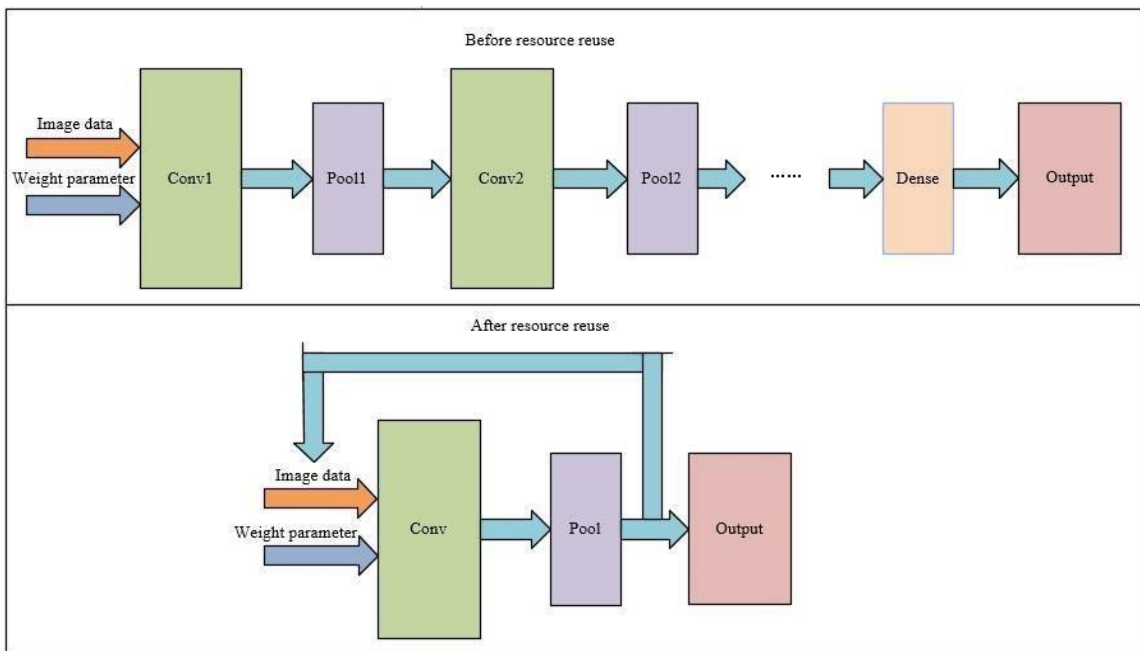 Before resource reuse
Image data
Weight parameter
Conv1
Pool1
Conv2
Pool2
......
Dense
Output
After resource reuse
Image data
Weight parameter
Conv
Pool
Output